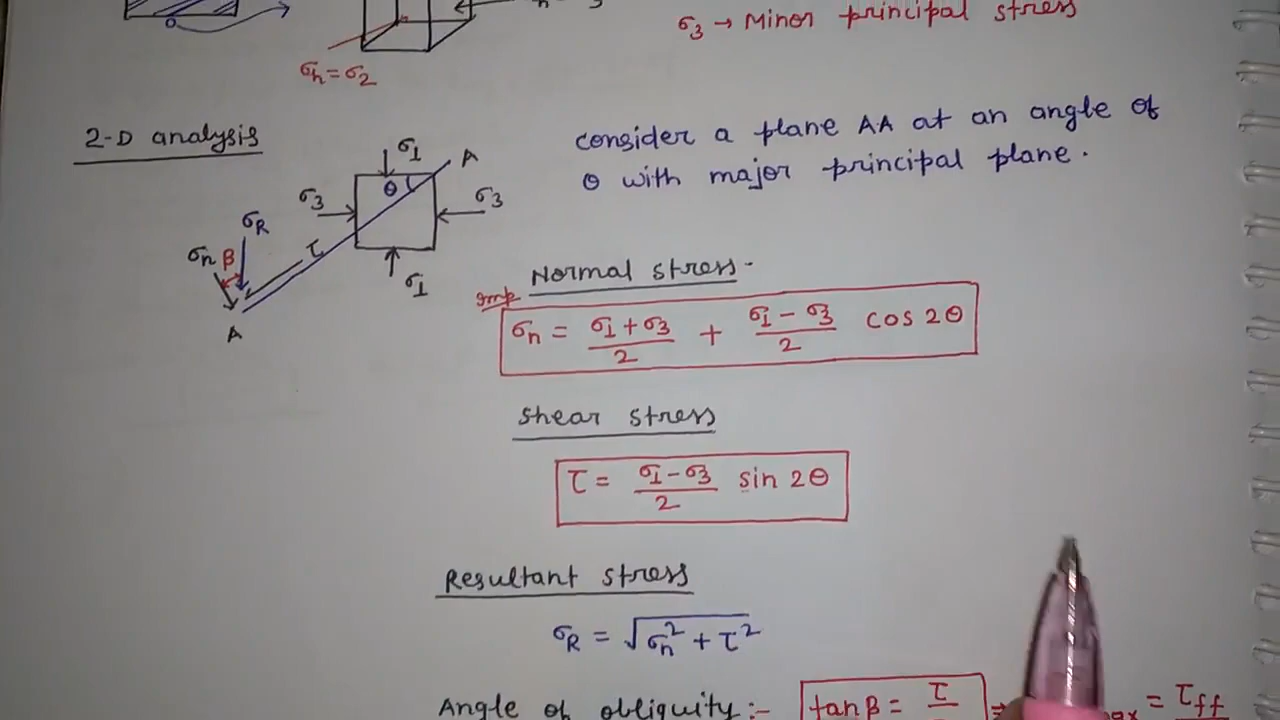 σ3 → Minor principal stress
σh = σ2
2-D analysis
consider a plane AA at an angle of
θ with major principal plane.
σ1
A
θ
σ3
σ3
σR
σn β
τ
σ1
A
Normal stress.
Imp
σn = (σ1 + σ3)/2 + (σ1 - σ3)/2 cos 2θ
shear stress
τ = (σ1 - σ3)/2 sin 2θ
Resultant stress
σR = √(σn² + τ²)
Angle of obliquity :- tan β = τ ⇒ = τff